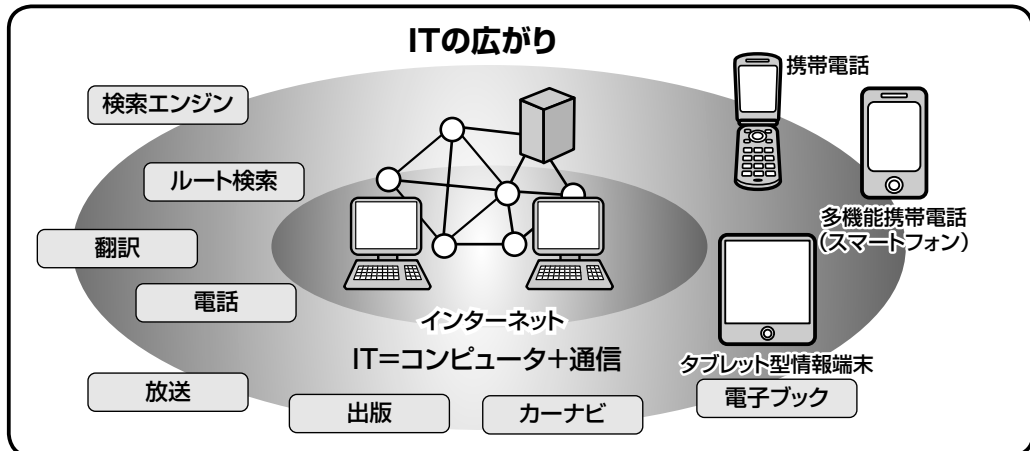 ITの広がり
検索エンジン
ルート検索
翻訳
電話
放送
出版
カーナビ
電子ブック
携帯電話
多機能携帯電話
(スマートフォン)
タブレット型情報端末
インターネット
IT=コンピュータ+通信